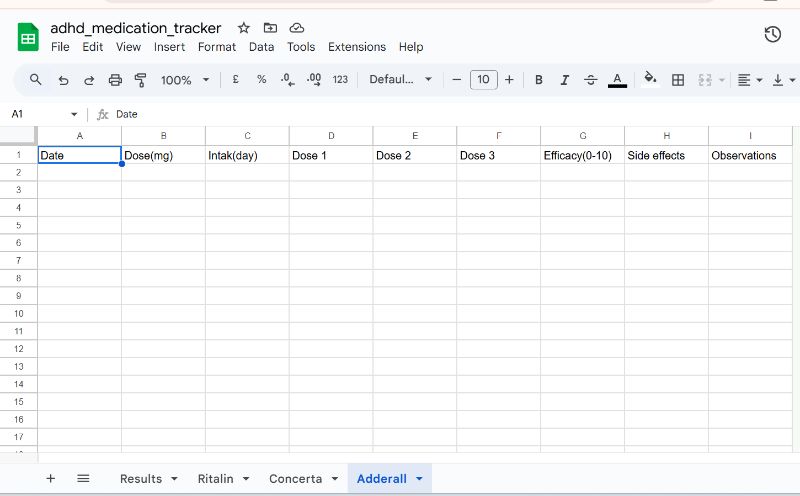 adhd_medication_tracker
File Edit View Insert Format Data Tools Extensions Help
100% £ % .0 .00 123 Defaul... 10 B I A
A1 fx Date
A B C D E F G H I
1 Date Dose(mg) Intak(day) Dose 1 Dose 2 Dose 3 Efficacy(0-10) Side effects Observations
2
3
4
5
6
7
8
9
10
11
12
13
14
15
16
17
Results Ritalin Concerta Adderall